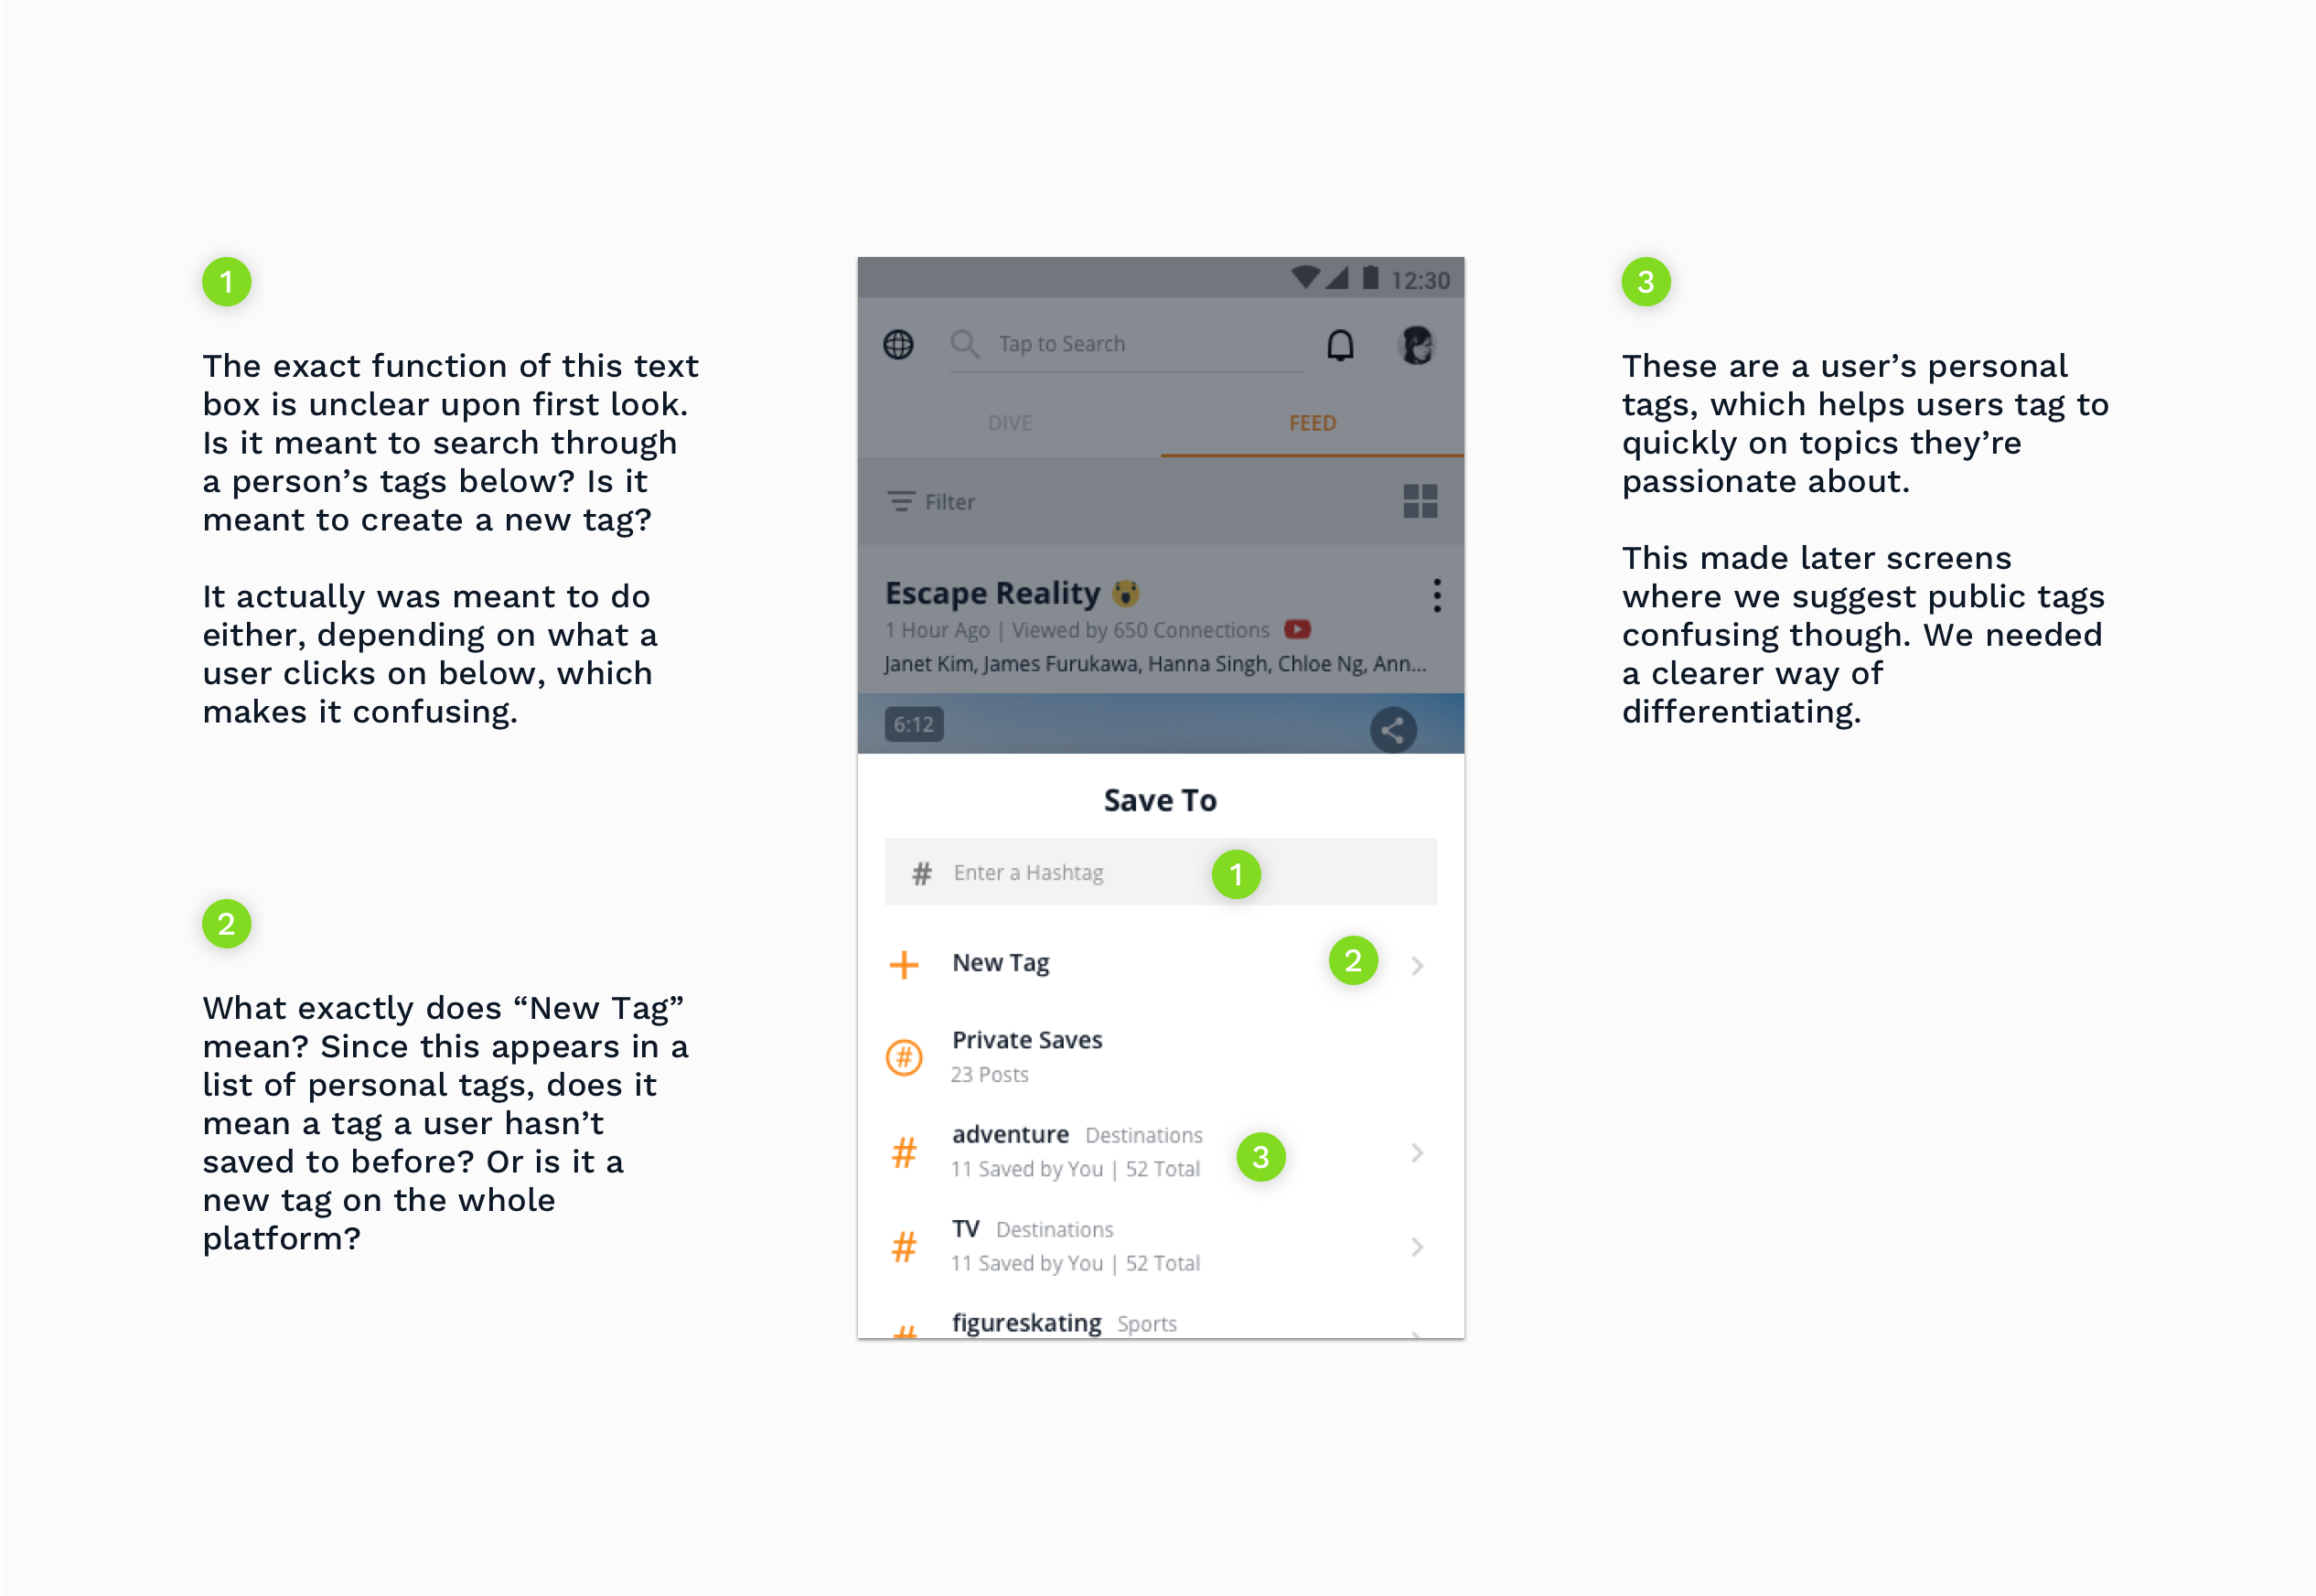 1
The exact function of this text
box is unclear upon first look.
Is it meant to search through
a person’s tags below? Is it
meant to create a new tag?
It actually was meant to do
either, depending on what a
user clicks on below, which
makes it confusing.
2
What exactly does “New Tag”
mean? Since this appears in a
list of personal tags, does it
mean a tag a user hasn’t
saved to before? Or is it a
new tag on the whole
platform?
12:30
Tap to Search
DIVE FEED
Filter
Escape Reality
1 Hour Ago | Viewed by 650 Connections
Janet Kim, James Furukawa, Hanna Singh, Chloe Ng, Ann...
6:12
Save To
# Enter a Hashtag 1
New Tag 2
# Private Saves
23 Posts
# adventure Destinations
11 Saved by You | 52 Total 3
# TV Destinations
11 Saved by You | 52 Total
# figureskating Sports
3
These are a user’s personal
tags, which helps users tag to
quickly on topics they’re
passionate about.
This made later screens
where we suggest public tags
confusing though. We needed
a clearer way of
differentiating.